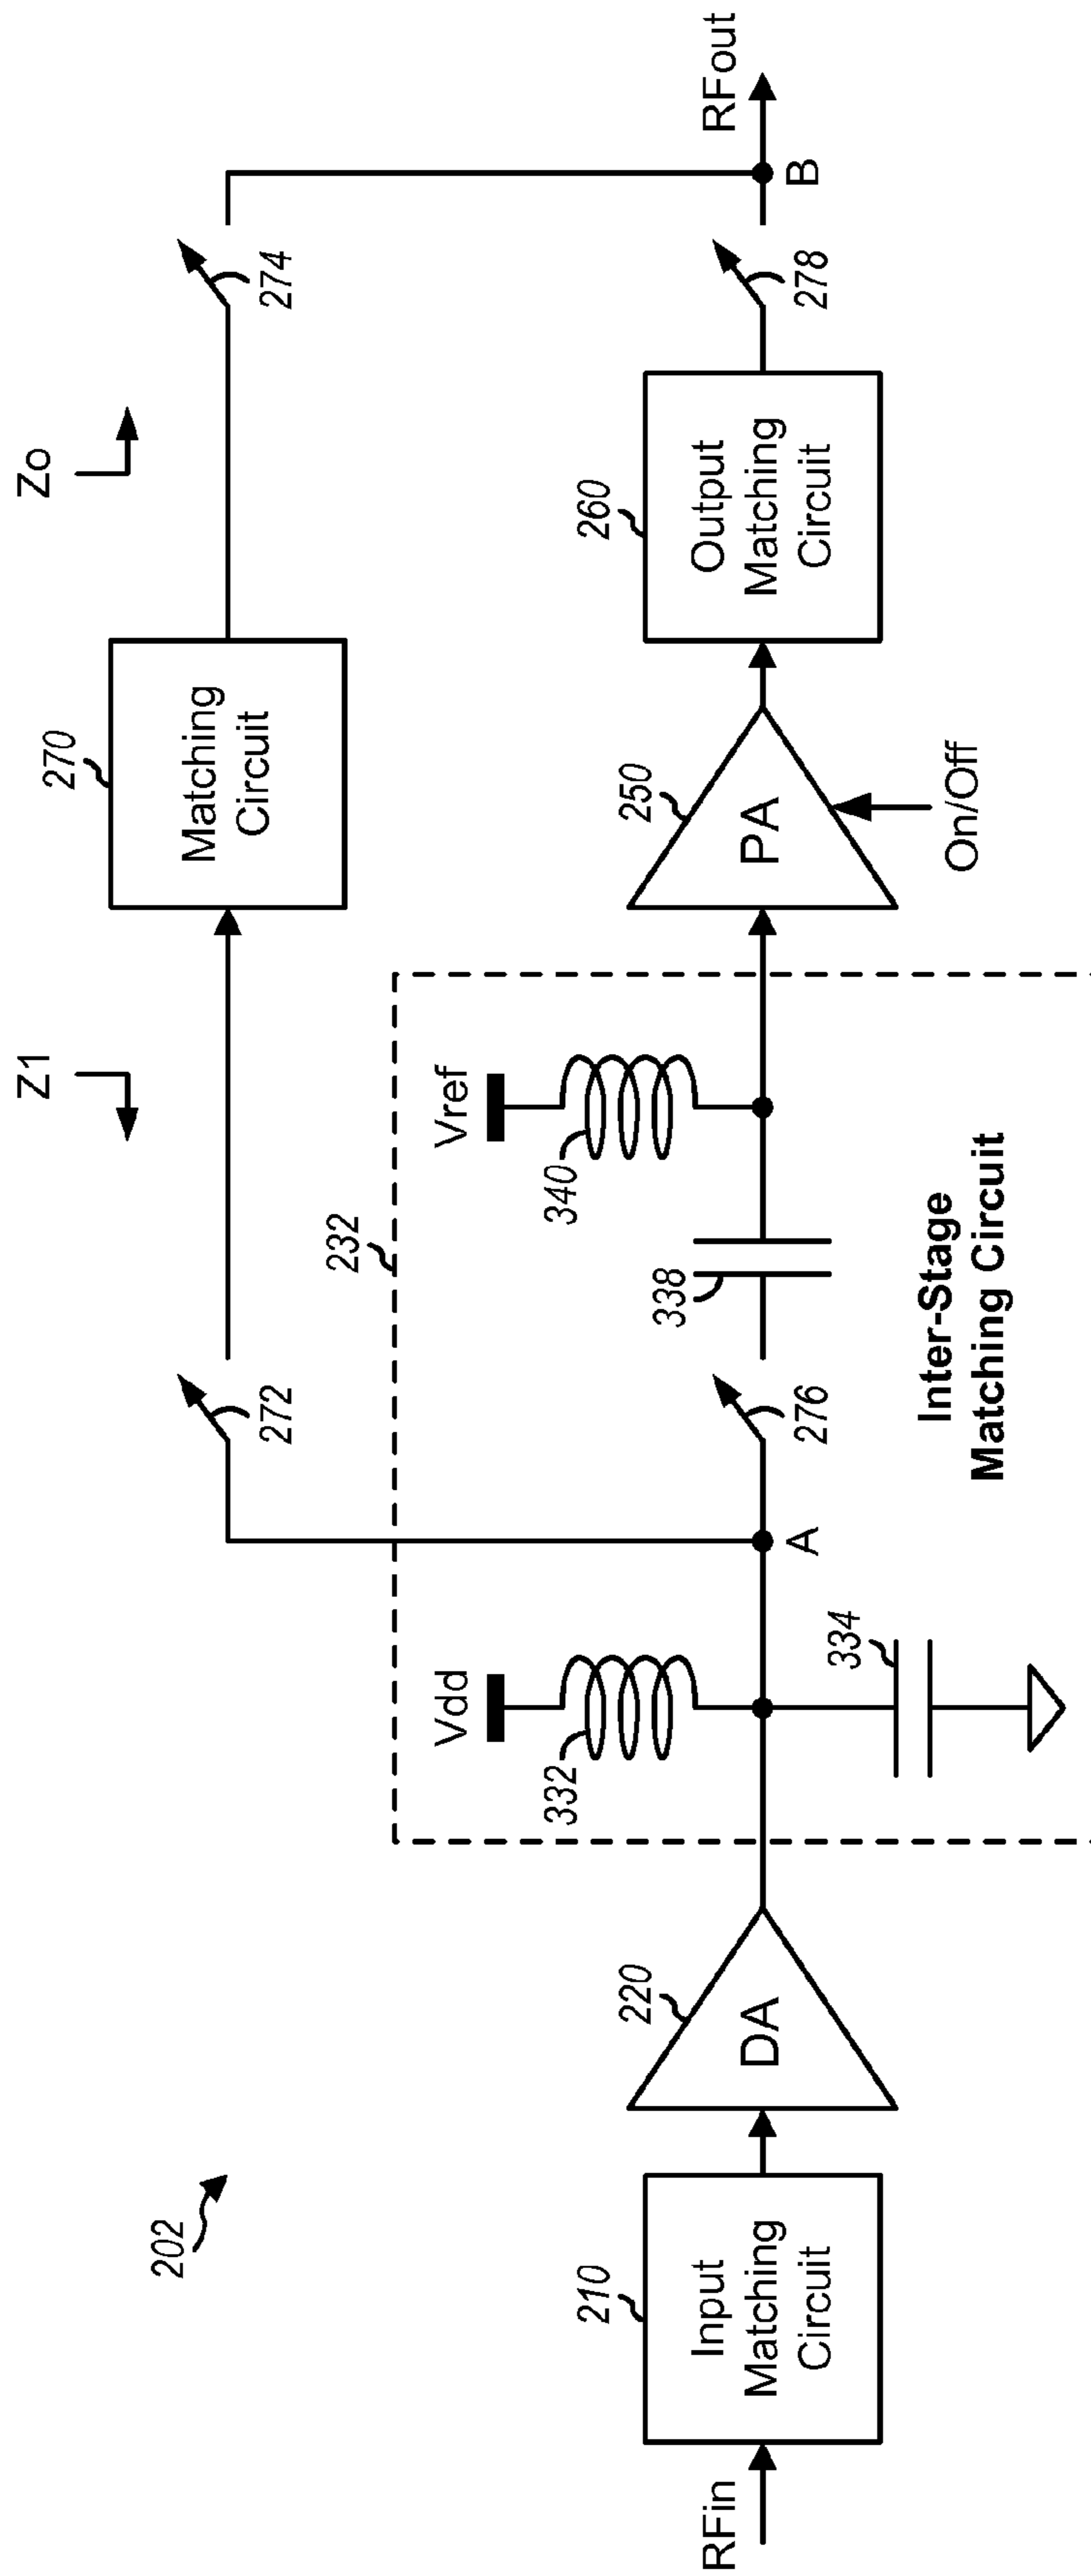 202
Z1
Zo
270
Matching
Circuit
272
274
232
Vdd
332
334
A
276
338
Vref
340
Inter-Stage
Matching Circuit
RFin
210
Input
Matching
Circuit
220
DA
250
PA
On/Off
260
Output
Matching
Circuit
278
B
RFout